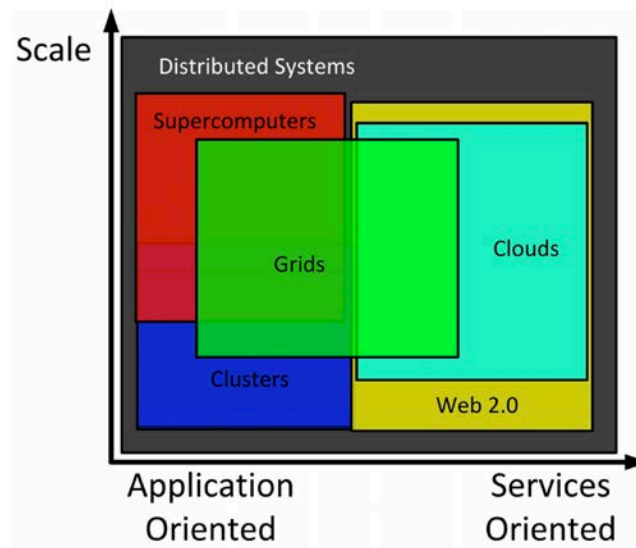 Scale
Distributed Systems
Supercomputers
Grids
Clouds
Clusters
Web 2.0
Application
Oriented
Services
Oriented